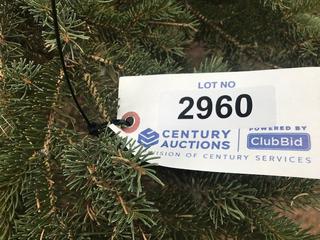 LOT NO
2960
CENTURY AUCTIONS
POWERED BY
ClubBid
DIVISION OF CENTURY SERVICES